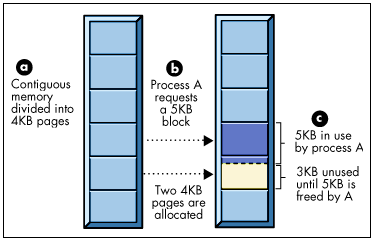 a
Contiguous
memory
divided into
4KB pages
b
Process A
requests
a 5KB
block
Two 4KB
pages are
allocated
c
5KB in use
by process A
3KB unused
until 5KB is
freed by A